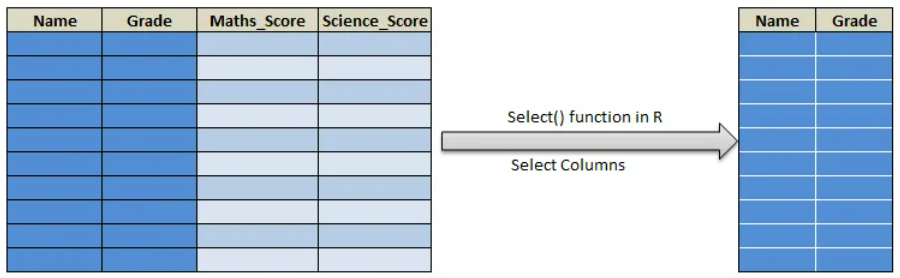 Name Grade Maths_Score Science_Score
Name Grade
Select() function in R
Select Columns